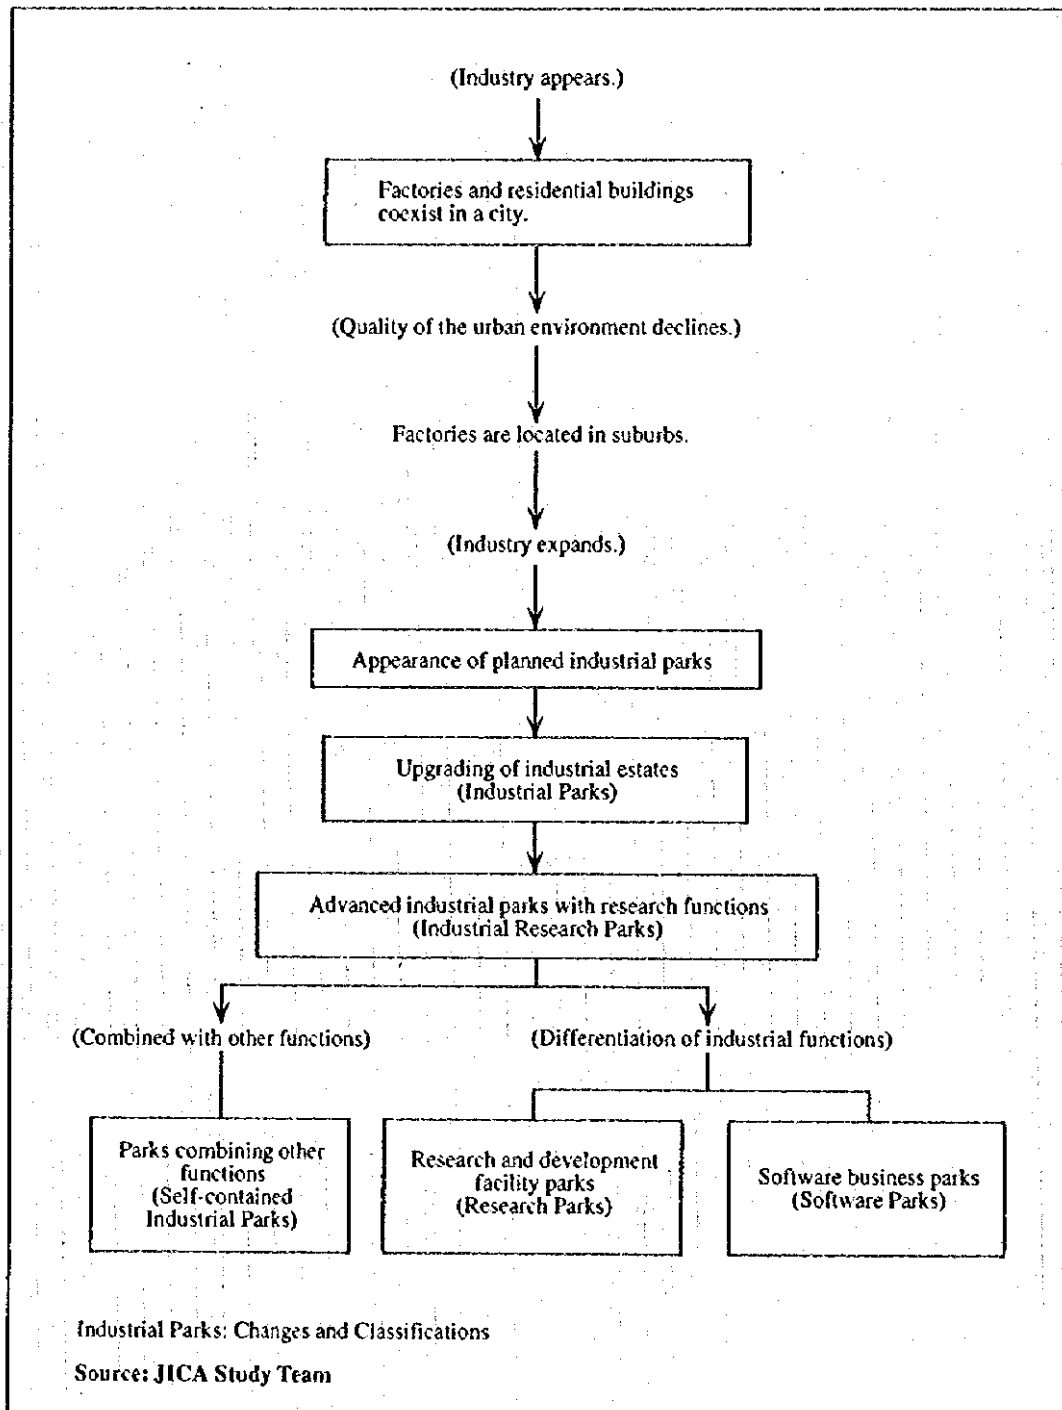 (Industry appears.)
Factories and residential buildings
coexist in a city.
(Quality of the urban environment declines.)
Factories are located in suburbs.
(Industry expands.)
Appearance of planned industrial parks
Upgrading of industrial estates
(Industrial Parks)
Advanced industrial parks with research functions
(Industrial Research Parks)
(Combined with other functions)
(Differentiation of industrial functions)
Parks combining other
functions
(Self-contained
Industrial Parks)
Research and development
facility parks
(Research Parks)
Software business parks
(Software Parks)
Industrial Parks: Changes and Classifications
Source: JICA Study Team